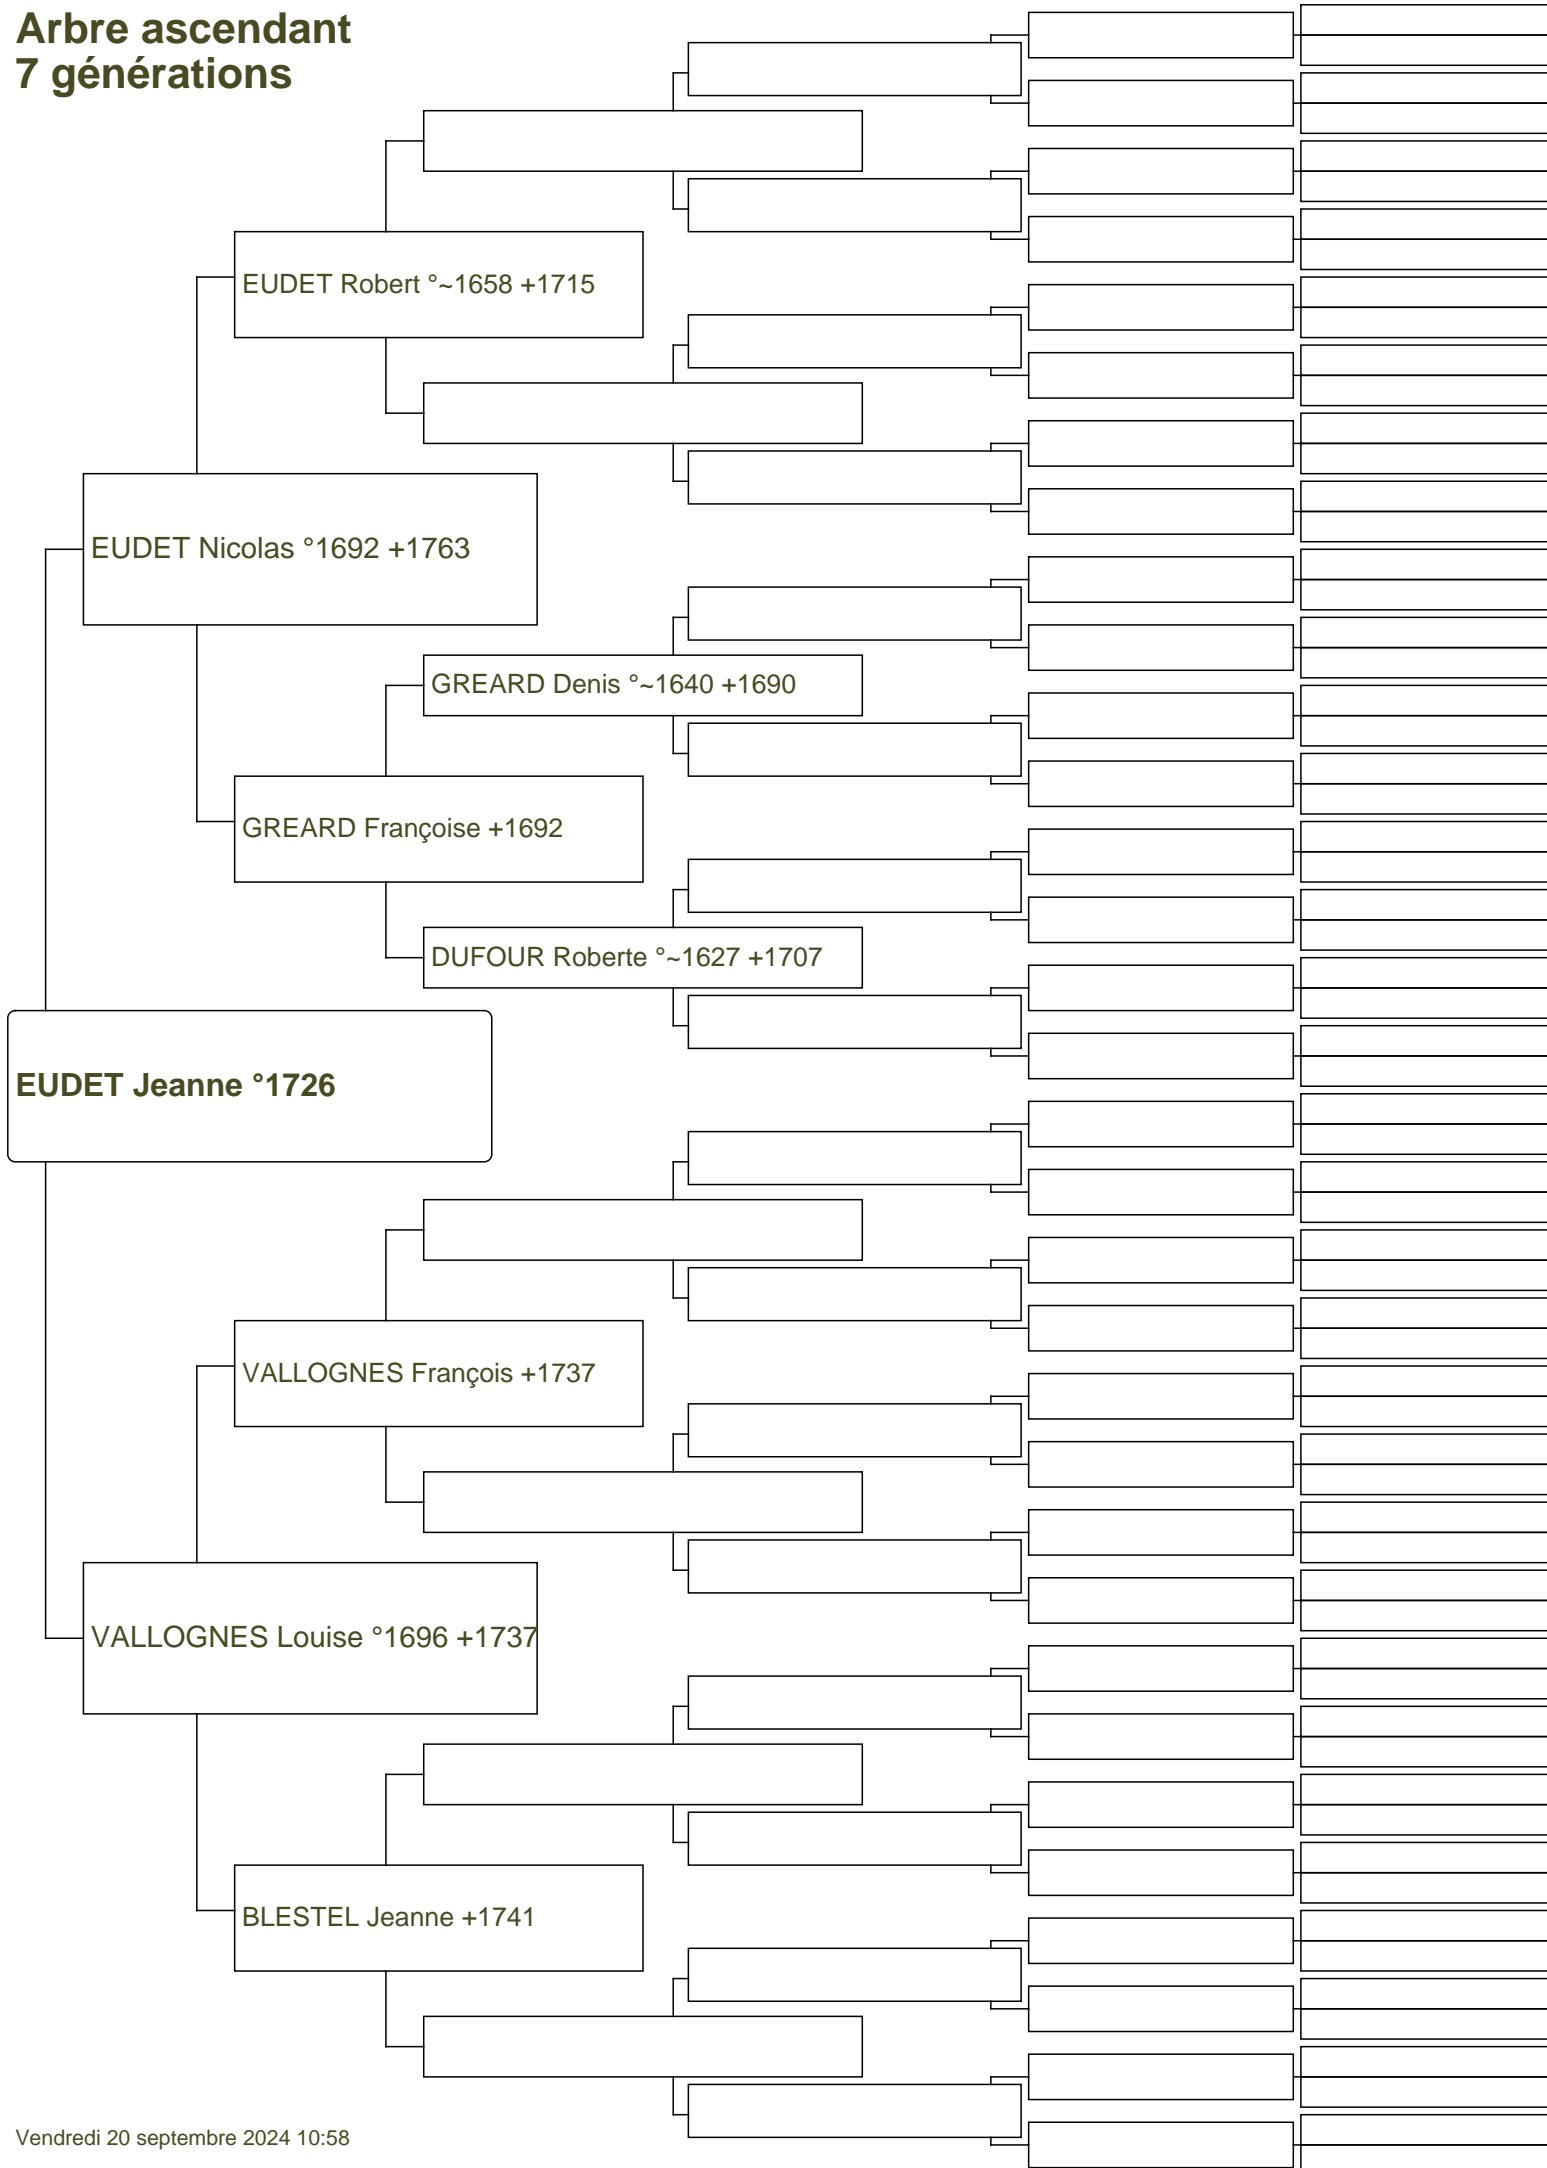 Arbre ascendant
7 générations
EUDET Robert °~1658 +1715
EUDET Nicolas °1692 +1763
GREARD Denis °~1640 +1690
GREARD Françoise +1692
DUFOUR Roberte °~1627 +1707
EUDET Jeanne °1726
VALLOGNES François +1737
VALLOGNES Louise °1696 +1737
BLESTEL Jeanne +1741
Vendredi 20 septembre 2024 10:58